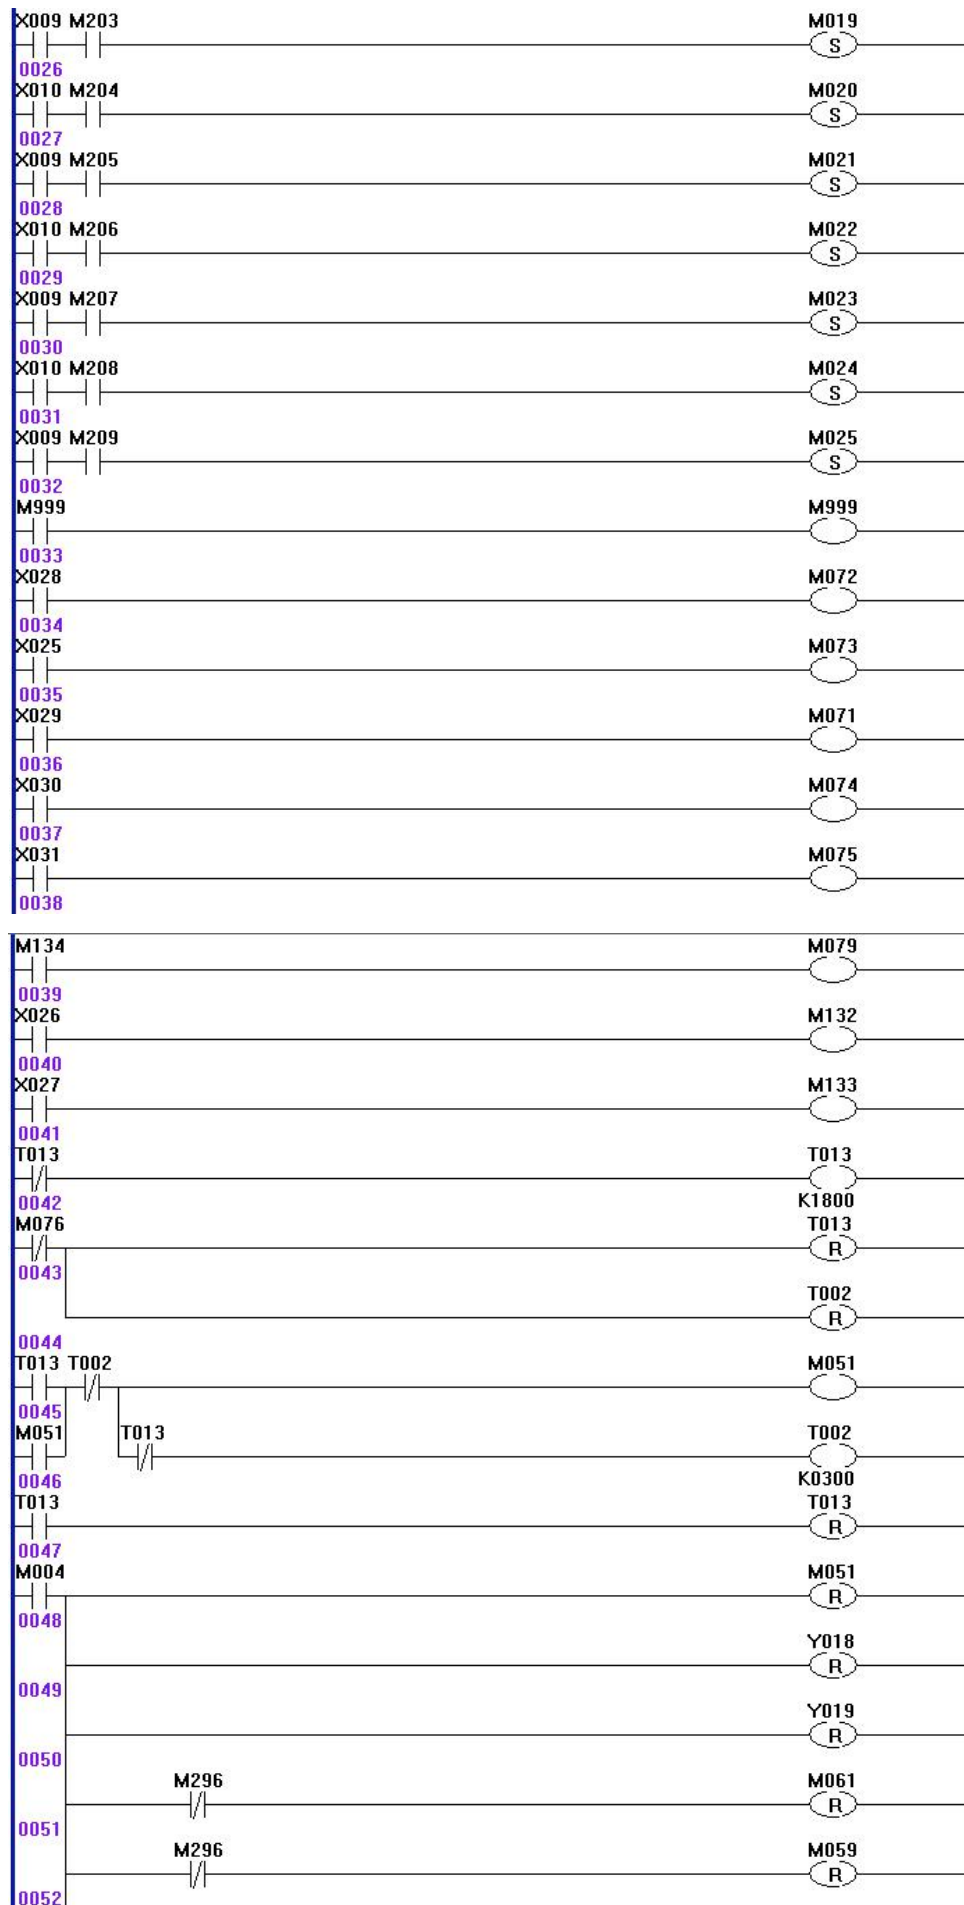 X009 M203 M019
S
0026
X010 M204 M020
S
0027
X009 M205 M021
S
0028
X010 M206 M022
S
0029
X009 M207 M023
S
0030
X010 M208 M024
S
0031
X009 M209 M025
S
0032
M999 M999
0033
X028 M072
0034
X025 M073
0035
X029 M071
0036
X030 M074
0037
X031 M075
0038
M134 M079
0039
X026 M132
0040
X027 M133
0041
T013 T013
0042 K1800
M076 T013
R
0043
T002
R
0044
T013 T002 M051
0045
M051 T013 T002
0046 K0300
T013 T013
R
0047
M004 M051
R
0048
Y018
R
0049
Y019
R
0050
M296 M061
R
0051
M296 M059
R
0052